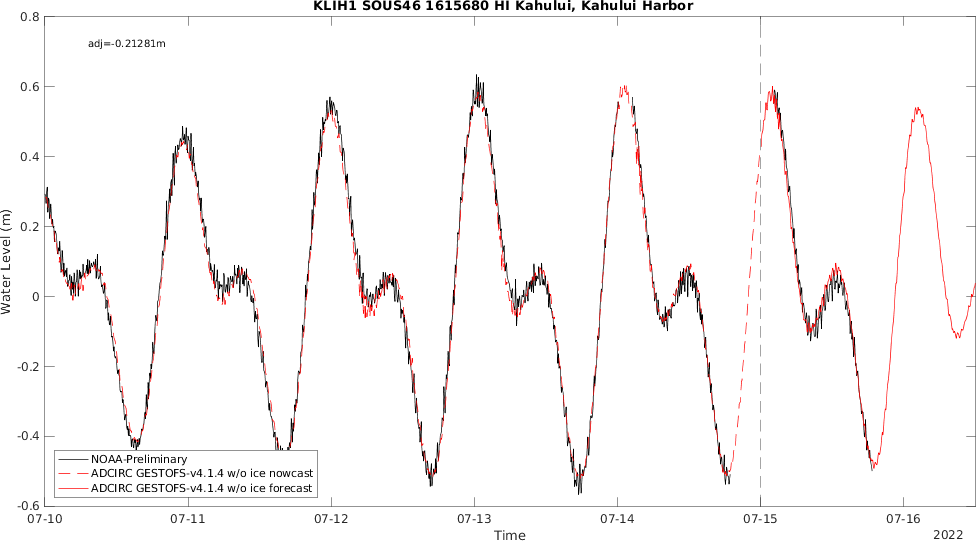 KLIH1 SOUS46 1615680 HI Kahului, Kahului Harbor
adj=-0.21281m
0.8
0.6
0.4
0.2
0
-0.2
-0.4
-0.6
Water Level (m)
NOAA-Preliminary
ADCIRC GESTOFS-v4.1.4 w/o ice nowcast
ADCIRC GESTOFS-v4.1.4 w/o ice forecast
07-10 07-11 07-12 07-13 07-14 07-15 07-16
Time
2022